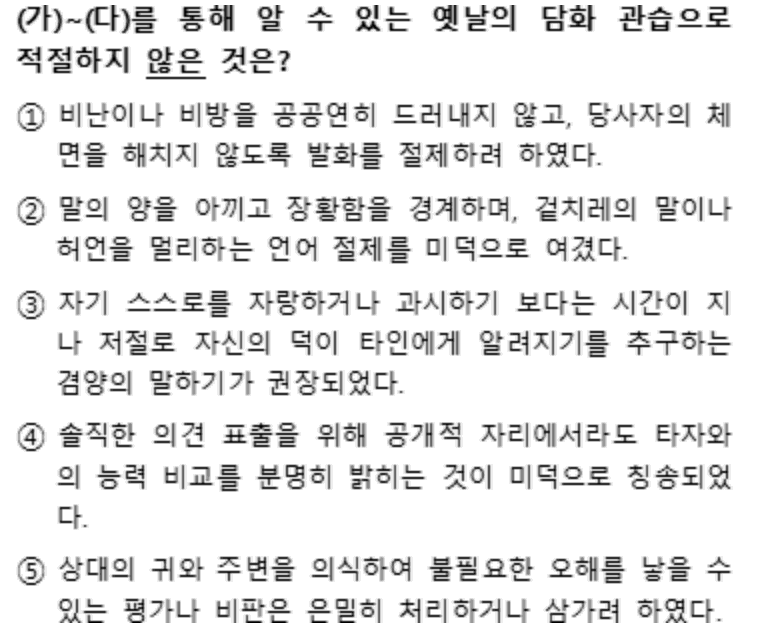 (가)~(다)를 통해 알 수 있는 옛날의 담화 관습으로
적절하지 않은 것은?
① 비난이나 비방을 공공연히 드러내지 않고, 당사자의 체
면을 해치지 않도록 발화를 절제하려 하였다.
② 말의 양을 아끼고 장황함을 경계하며, 겉치레의 말이나
허언을 멀리하는 언어 절제를 미덕으로 여겼다.
③ 자기 스스로를 자랑하거나 과시하기 보다는 시간이 지
나 저절로 자신의 덕이 타인에게 알려지기를 추구하는
겸양의 말하기가 권장되었다.
④ 솔직한 의견 표출을 위해 공개적 자리에서라도 타자와
의 능력 비교를 분명히 밝히는 것이 미덕으로 칭송되었
다.
⑤ 상대의 귀와 주변을 의식하여 불필요한 오해를 낳을 수
있는 평가나 비판은 은밀히 처리하거나 삼가려 하였다.